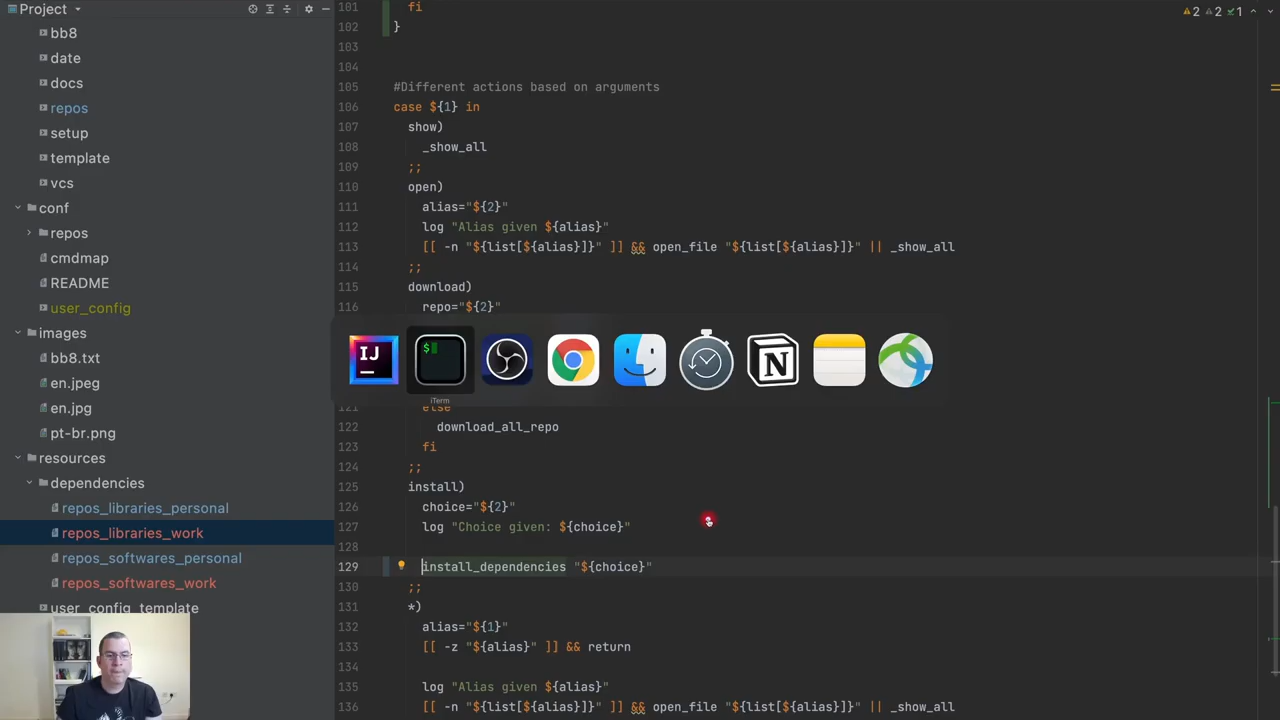 Project
bb8
date
docs
repos
setup
template
vcs
conf
repos
cmdmap
README
user_config
images
bb8.txt
en.jpeg
en.jpg
pt-br.png
resources
dependencies
repos_libraries_personal
repos_libraries_work
repos_softwares_personal
repos_softwares_work
user_config_template
2 2 1
101 fi
102 }
103
104
105 #Different actions based on arguments
106 case ${1} in
107 show)
108 _show_all
109 ;;
110 open)
111 alias="${2}"
112 log "Alias given ${alias}"
113 [[ -n "${list[${alias}]}" ]] && open_file "${list[${alias}]}" || _show_all
114 ;;
115 download)
116 repo="${2}"
IJ
$
N
iTerm
121 else
122 download_all_repo
123 fi
124 ;;
125 install)
126 choice="${2}"
127 log "Choice given: ${choice}"
128
129 install_dependencies "${choice}"
130 ;;
131 *)
132 alias="${1}"
133 [[ -z "${alias}" ]] && return
134
135 log "Alias given ${alias}"
136 [[ -n "${list[${alias}]}" ]] && open_file "${list[${alias}]}" || _show_all